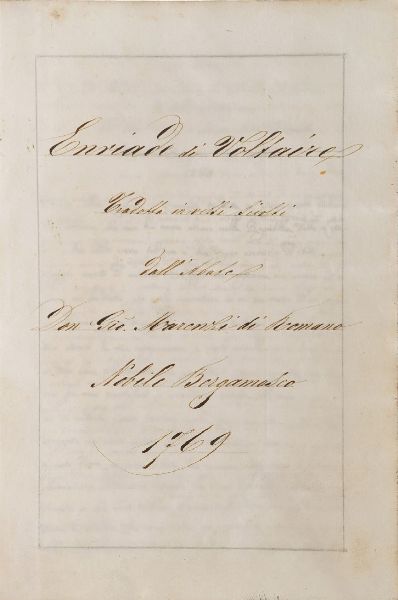 Enriade di Voltaire
Tradotta in versi sciolti
dall'Abate
Don Gio. Marenzi di Romano
Nobile Bergamasco
1769